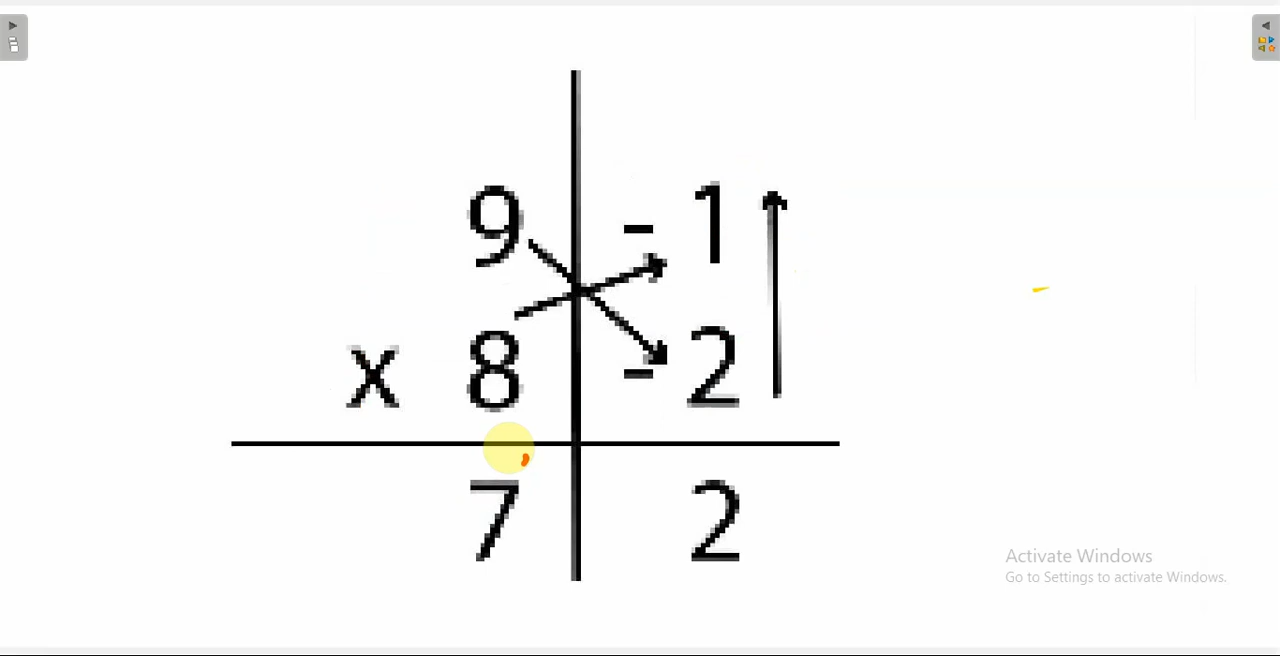 9 - 1
x 8 - 2
7 2
Activate Windows
Go to Settings to activate Windows.